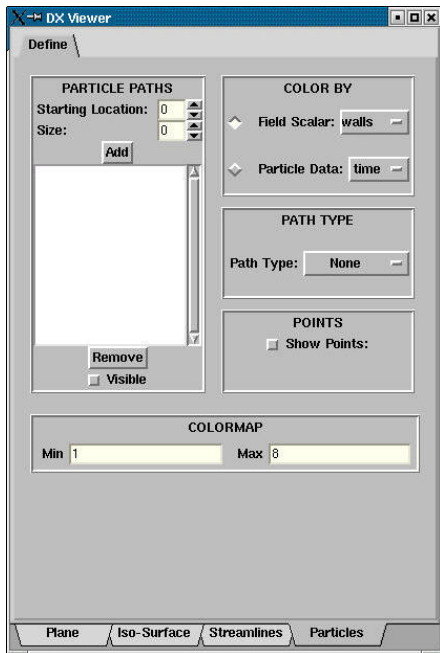 DX Viewer
Define
PARTICLE PATHS
Starting Location: 0
Size: 0
Add
Remove
Visible
COLOR BY
Field Scalar: walls
Particle Data: time
PATH TYPE
Path Type: None
POINTS
Show Points:
COLORMAP
Min 1 Max 8
Plane Iso-Surface Streamlines Particles